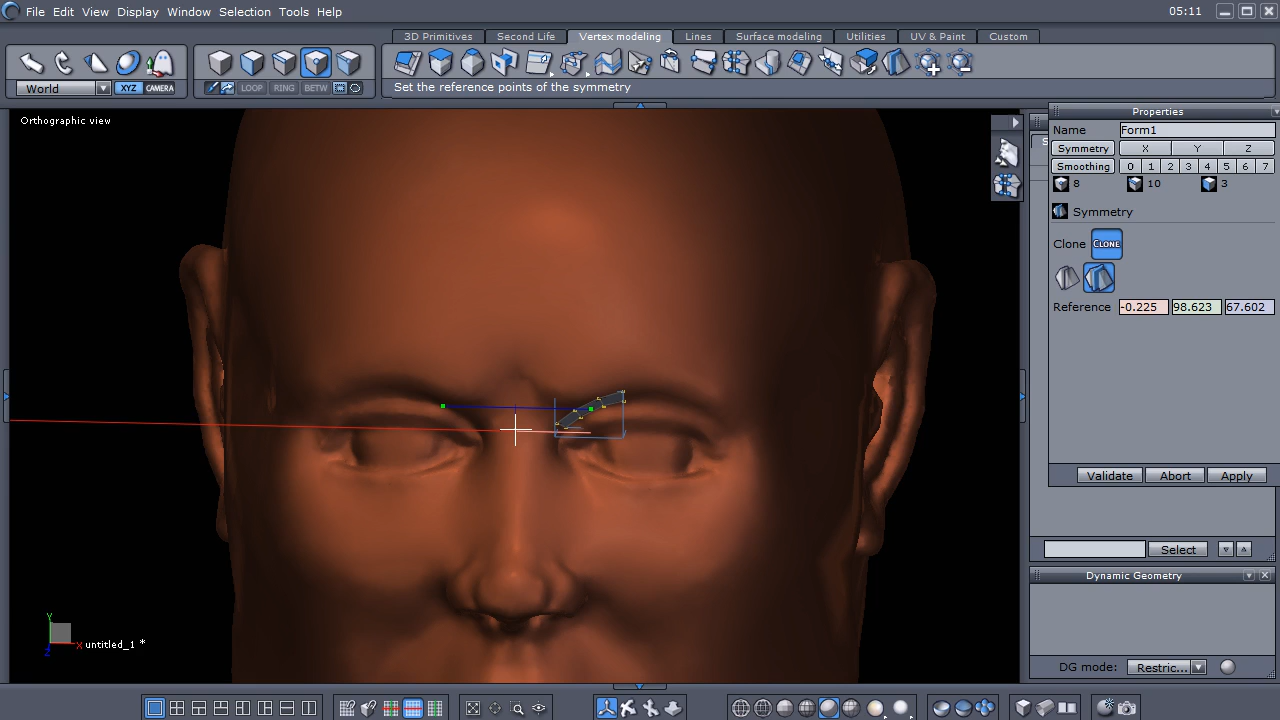 File Edit View Display Window Selection Tools Help 05:11
3D Primitives Second Life Vertex modeling Lines Surface modeling Utilities UV & Paint Custom
World XYZ CAMERA LOOP RING BETW
Set the reference points of the symmetry
Orthographic view
Properties
Name Form1
Symmetry X Y Z
Smoothing 0 1 2 3 4 5 6 7
8 10 3
Symmetry
Clone CLONE
Reference -0.225 98.623 67.602
Validate Abort Apply
Select
Dynamic Geometry
DG mode: Restric...
Y
X
Z
untitled_1 *